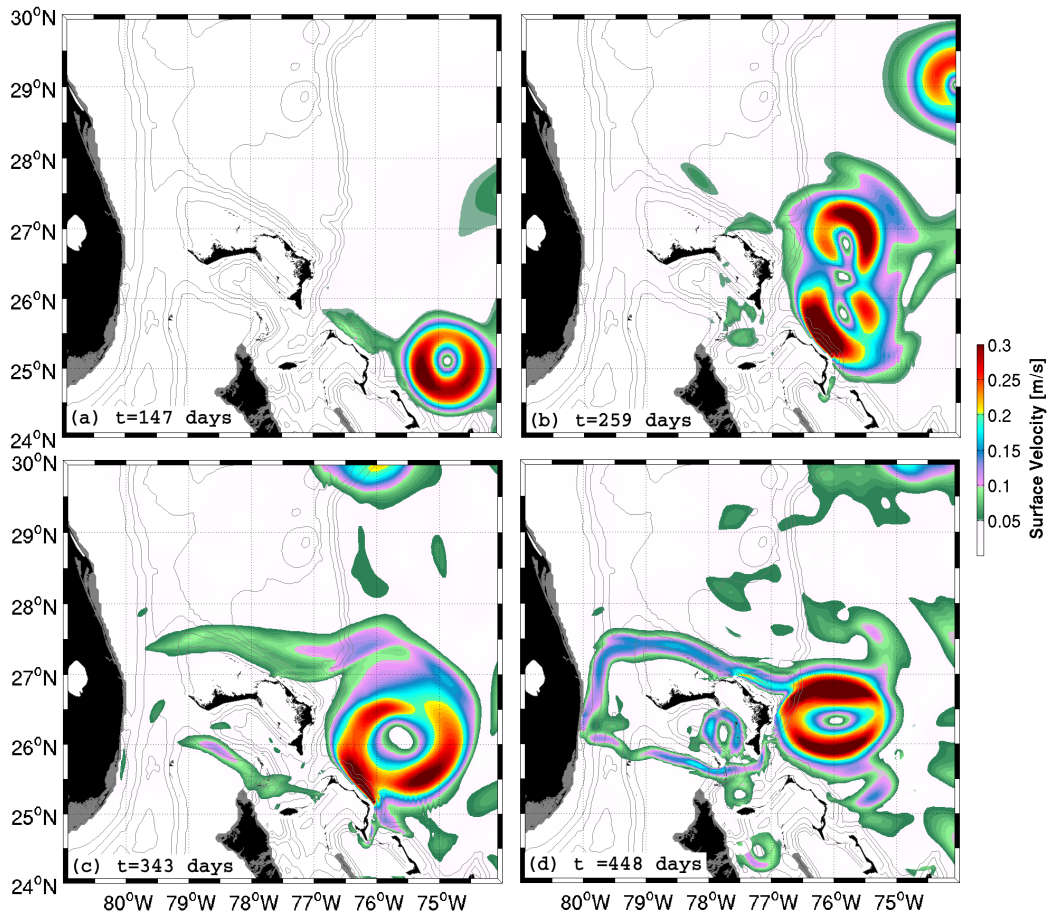 30°N
29°N
28°N
27°N
26°N
25°N
24°N
(a) t=147 days
(b) t=259 days
0.3
0.25
0.2
0.15
0.1
0.05
Surface Velocity [m/s]
30°N
29°N
28°N
27°N
26°N
25°N
24°N
(c) t=343 days
(d) t =448 days
80°W 79°W 78°W 77°W 76°W 75°W
80°W 79°W 78°W 77°W 76°W 75°W